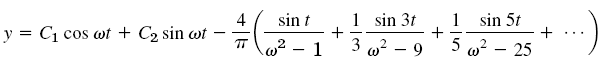 y = C₁ cos ωt + C₂ sin ωt − 4/π ( sin t/(ω² − 1) + 1/3 sin 3t/(ω² − 9) + 1/5 sin 5t/(ω² − 25) + ··· )